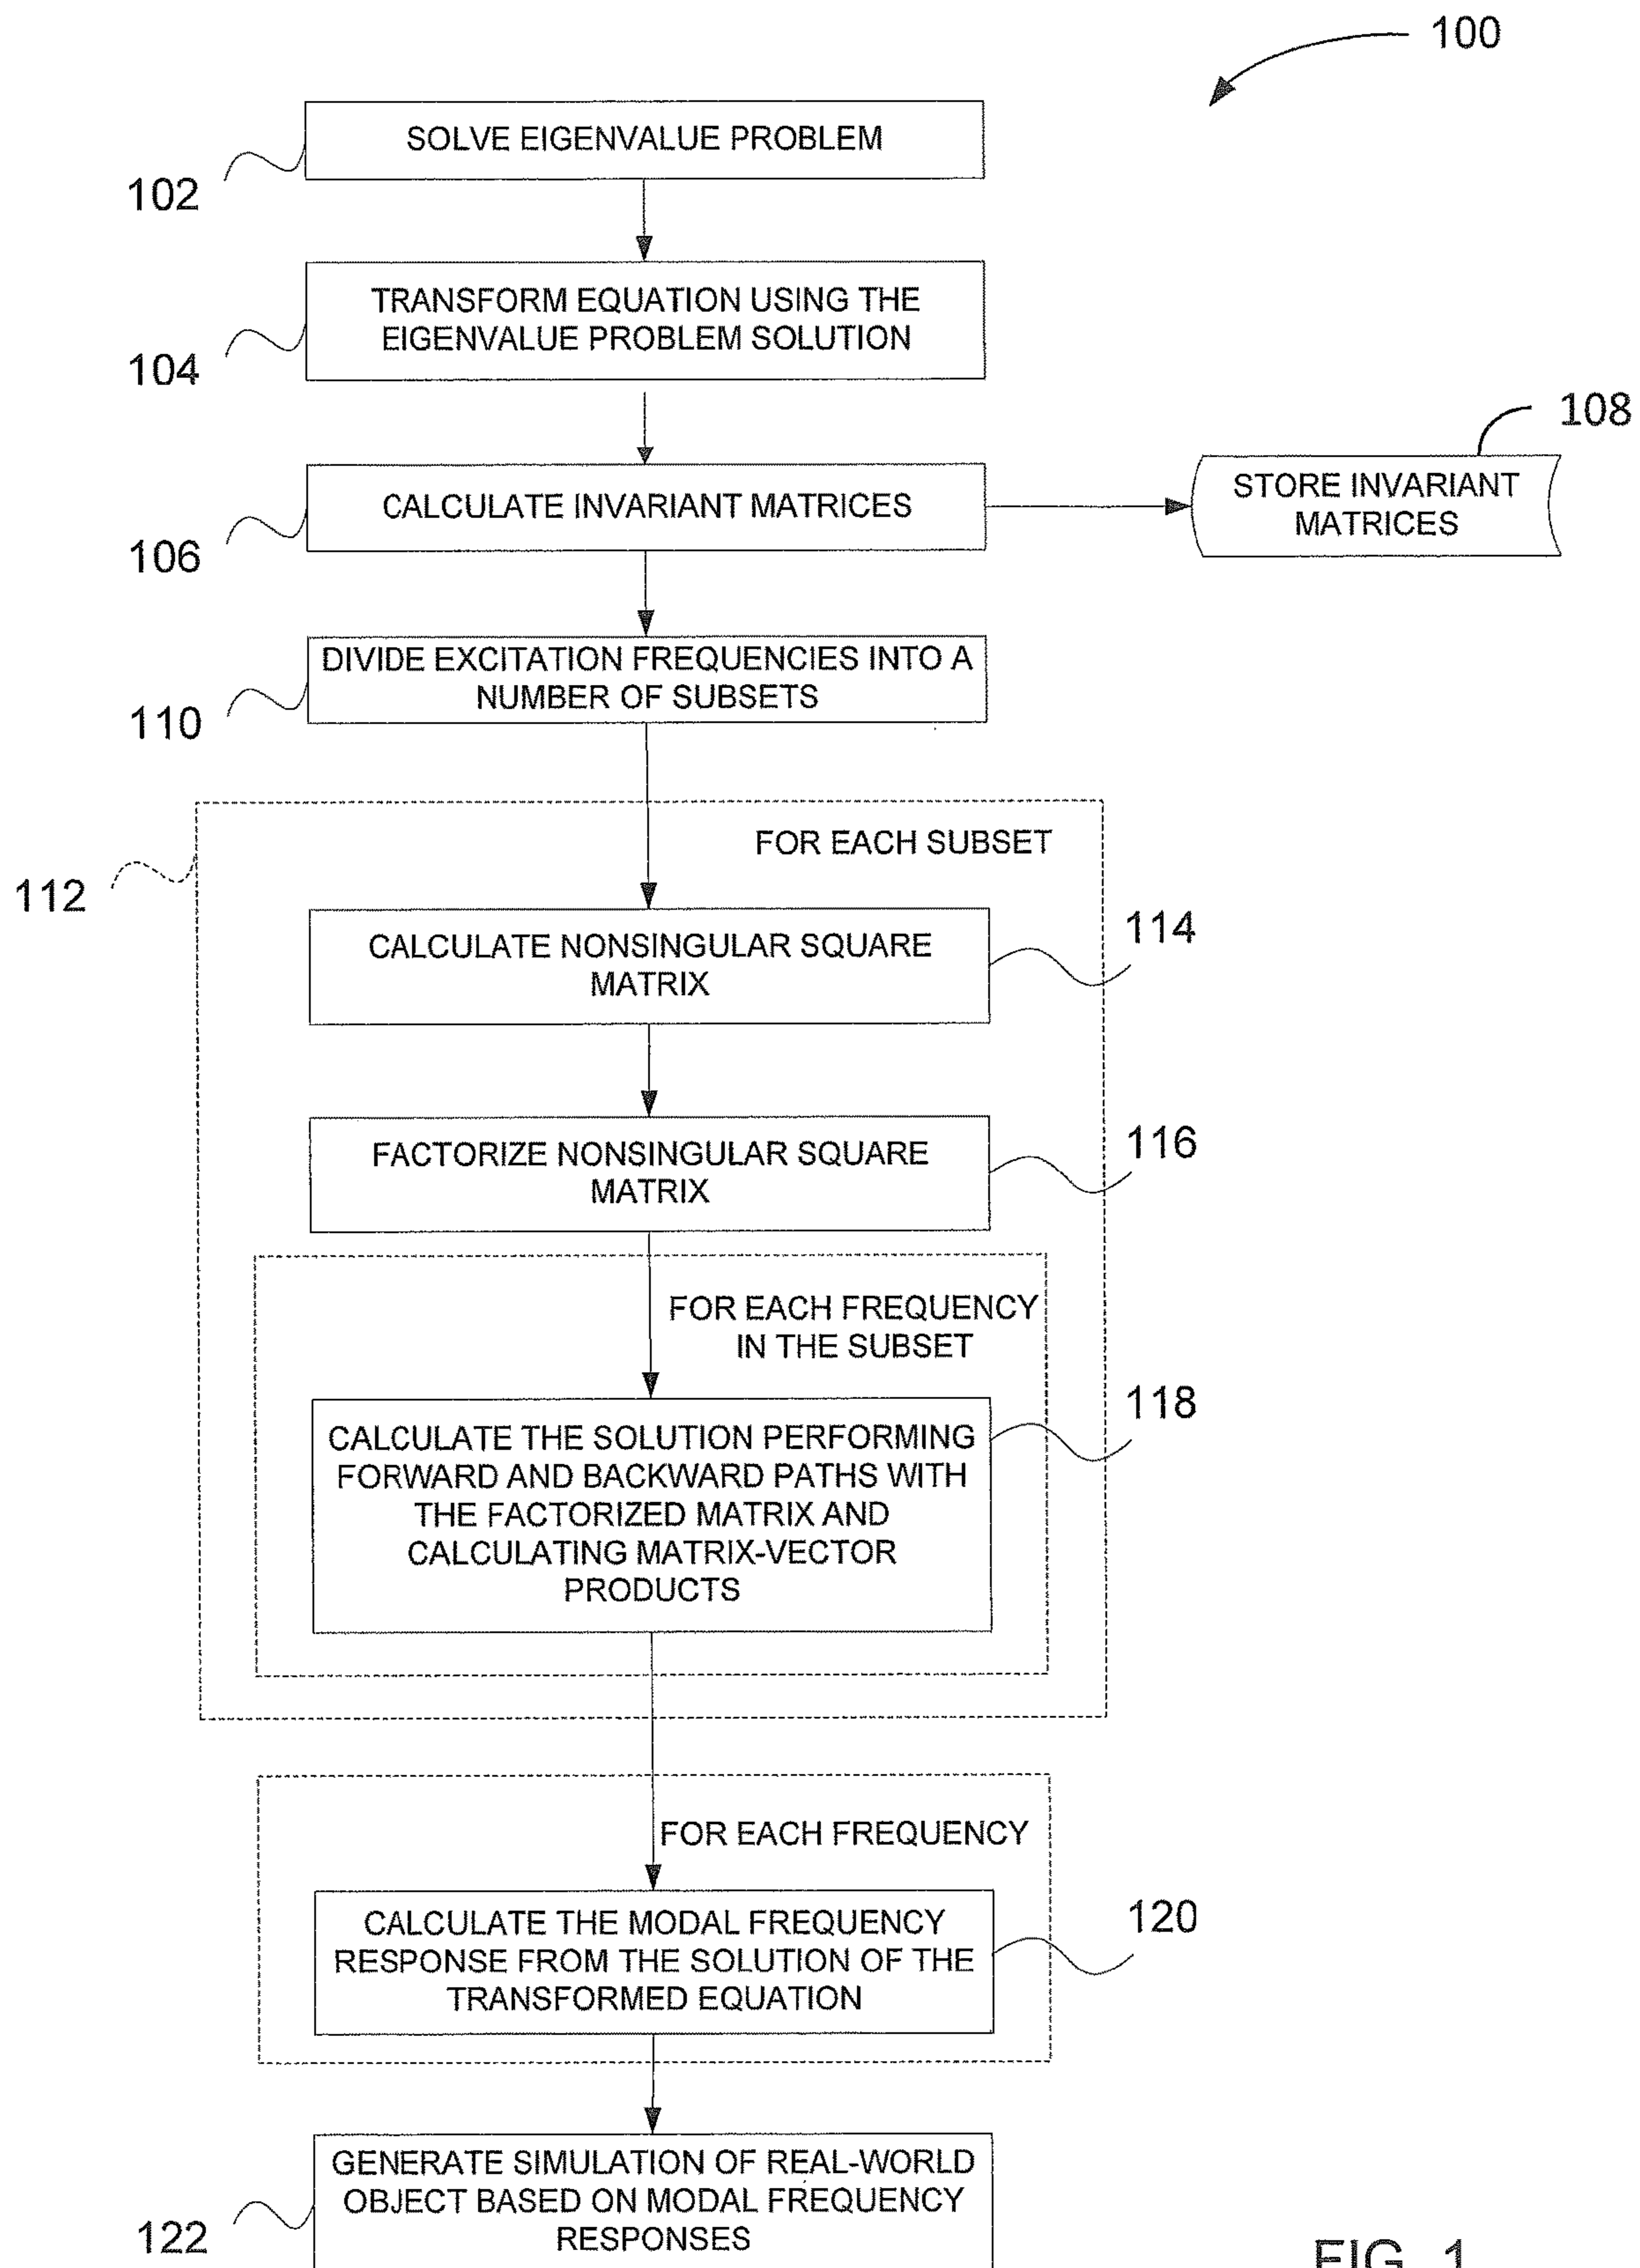 100
SOLVE EIGENVALUE PROBLEM
102
TRANSFORM EQUATION USING THE
EIGENVALUE PROBLEM SOLUTION
104
108
STORE INVARIANT
MATRICES
CALCULATE INVARIANT MATRICES
106
DIVIDE EXCITATION FREQUENCIES INTO A
NUMBER OF SUBSETS
110
FOR EACH SUBSET
112
114
CALCULATE NONSINGULAR SQUARE
MATRIX
116
FACTORIZE NONSINGULAR SQUARE
MATRIX
FOR EACH FREQUENCY
IN THE SUBSET
118
CALCULATE THE SOLUTION PERFORMING
FORWARD AND BACKWARD PATHS WITH
THE FACTORIZED MATRIX AND
CALCULATING MATRIX-VECTOR
PRODUCTS
FOR EACH FREQUENCY
120
CALCULATE THE MODAL FREQUENCY
RESPONSE FROM THE SOLUTION OF THE
TRANSFORMED EQUATION
GENERATE SIMULATION OF REAL-WORLD
OBJECT BASED ON MODAL FREQUENCY
RESPONSES
122
FIG. 1